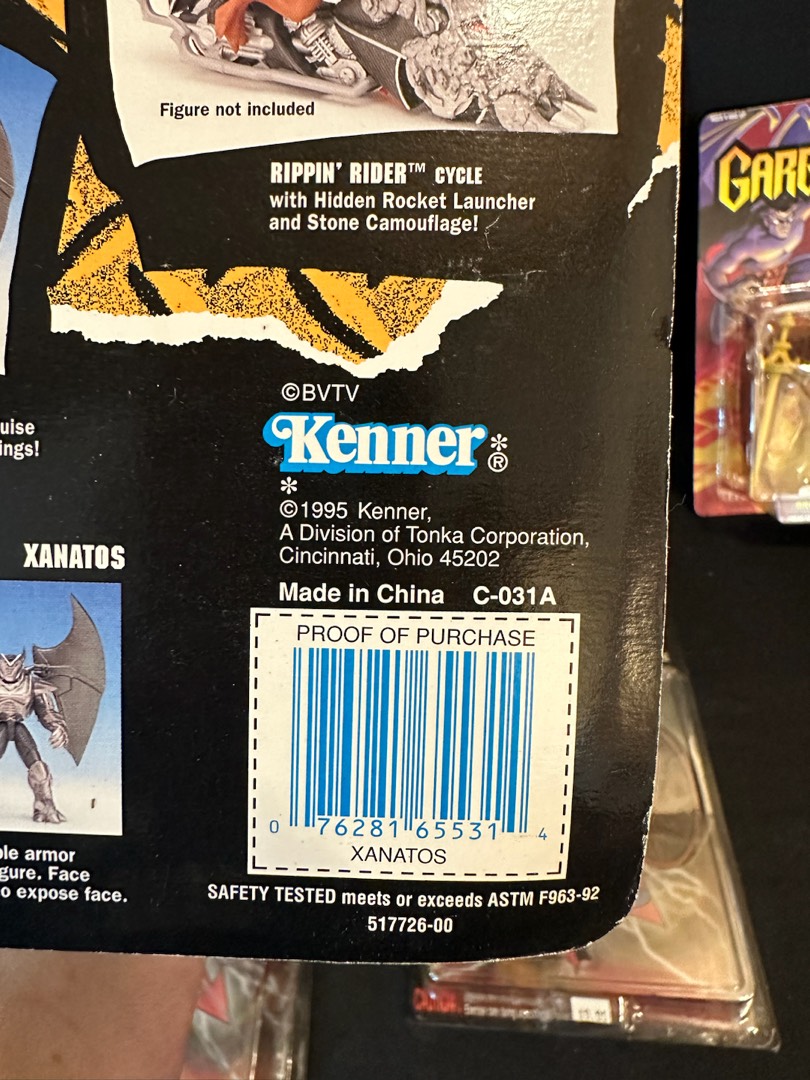 Figure not included
RIPPIN' RIDER™ CYCLE
with Hidden Rocket Launcher
and Stone Camouflage!
GARG
©BVTV
uise
ings!
Kenner*®
*
©1995 Kenner,
A Division of Tonka Corporation,
Cincinnati, Ohio 45202
XANATOS
Made in China C-031A
PROOF OF PURCHASE
0 76281 65531 4
XANATOS
ble armor
gure. Face
o expose face.
SAFETY TESTED meets or exceeds ASTM F963-92
517726-00